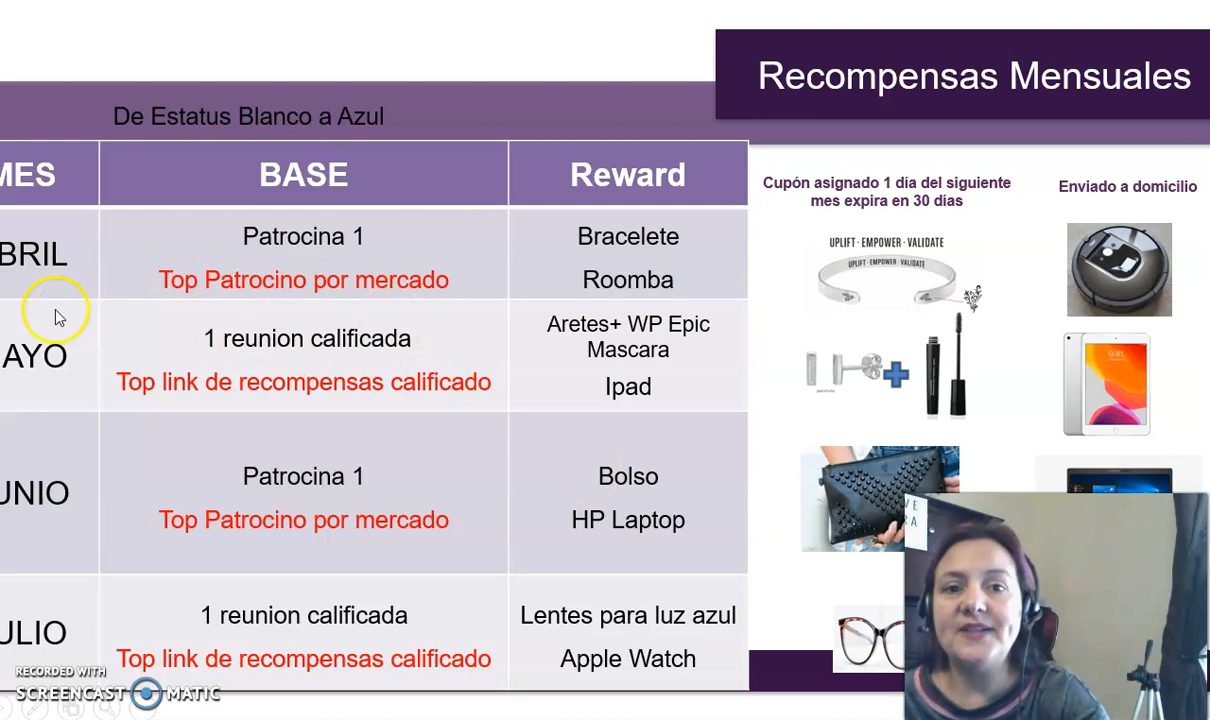 Recompensas Mensuales
De Estatus Blanco a Azul
MES
BASE
Reward
Cupón asignado 1 día del siguiente
mes expira en 30 días
Enviado a domicilio
BRIL
Patrocina 1
Top Patrocino por mercado
Bracelete
Roomba
UPLIFT · EMPOWER · VALIDATE
UPLIFT · EMPOWER · VALIDATE
AYO
1 reunion calificada
Top link de recompensas calificado
Aretes+ WP Epic
Mascara
Ipad
UNIO
Patrocina 1
Top Patrocino por mercado
Bolso
HP Laptop
VE
RA
ULIO
1 reunion calificada
Top link de recompensas calificado
Lentes para luz azul
Apple Watch
RECORDED WITH
SCREENCAST MATIC